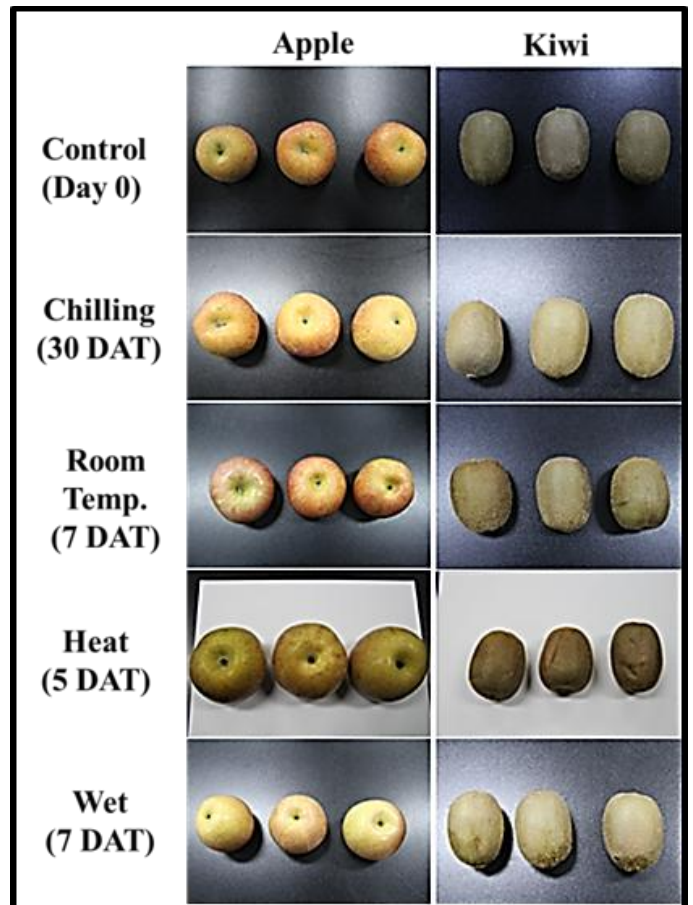 Apple Kiwi
Control
(Day 0)
Chilling
(30 DAT)
Room
Temp.
(7 DAT)
Heat
(5 DAT)
Wet
(7 DAT)